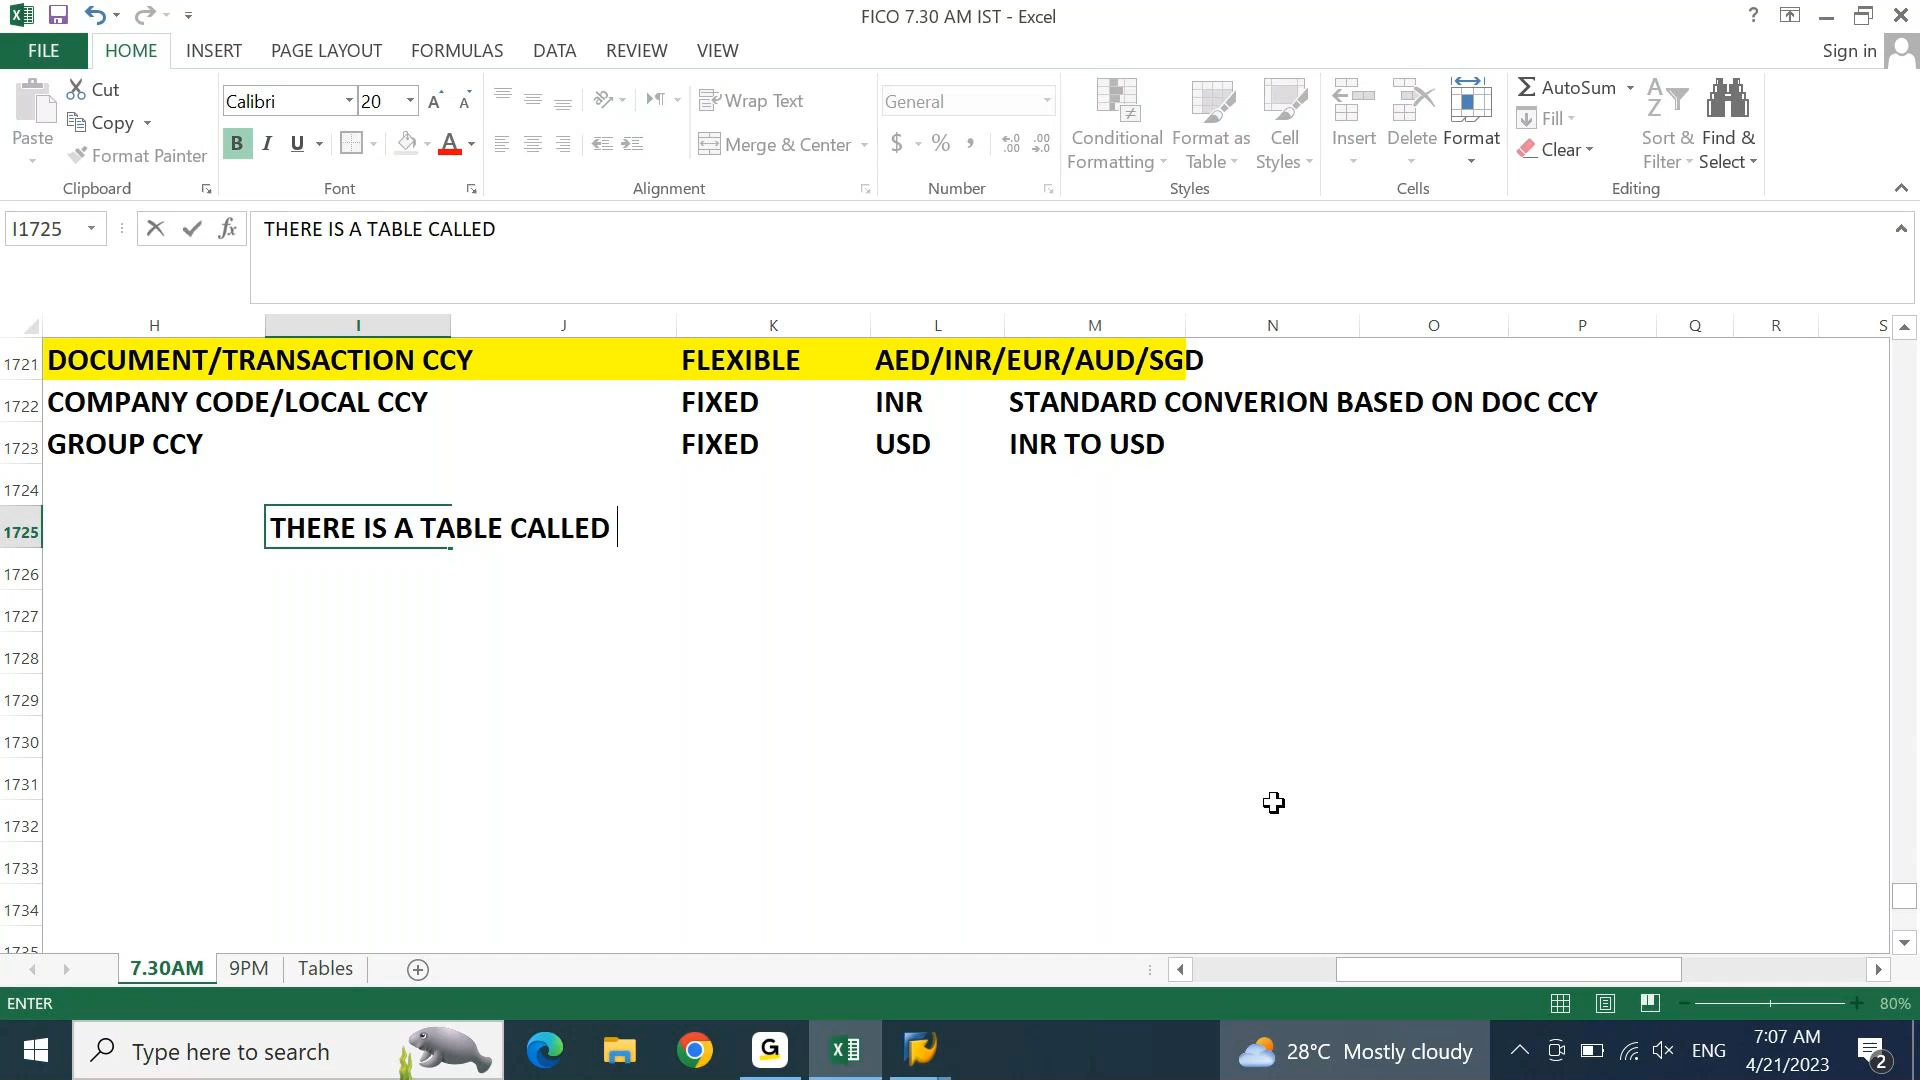 FICO 7.30 AM IST - Excel
?
FILE HOME INSERT PAGE LAYOUT FORMULAS DATA REVIEW VIEW Sign in
Paste Cut Copy Format Painter Clipboard
Calibri 20 A A B I U A Font
Wrap Text Merge & Center Alignment
General $ % , Number
Conditional Formatting Format as Table Cell Styles Styles
Insert Delete Format Cells
AutoSum Fill Clear Sort & Filter Find & Select Editing
I1725 fx THERE IS A TABLE CALLED
H I J K L M N O P Q R S
1721 DOCUMENT/TRANSACTION CCY FLEXIBLE AED/INR/EUR/AUD/SGD
1722 COMPANY CODE/LOCAL CCY FIXED INR STANDARD CONVERION BASED ON DOC CCY
1723 GROUP CCY FIXED USD INR TO USD
1724
1725 THERE IS A TABLE CALLED
1726
1727
1728
1729
1730
1731
1732
1733
1734
1735
7.30AM 9PM Tables
ENTER 80%
Type here to search 28°C Mostly cloudy ENG 7:07 AM
4/21/2023 2